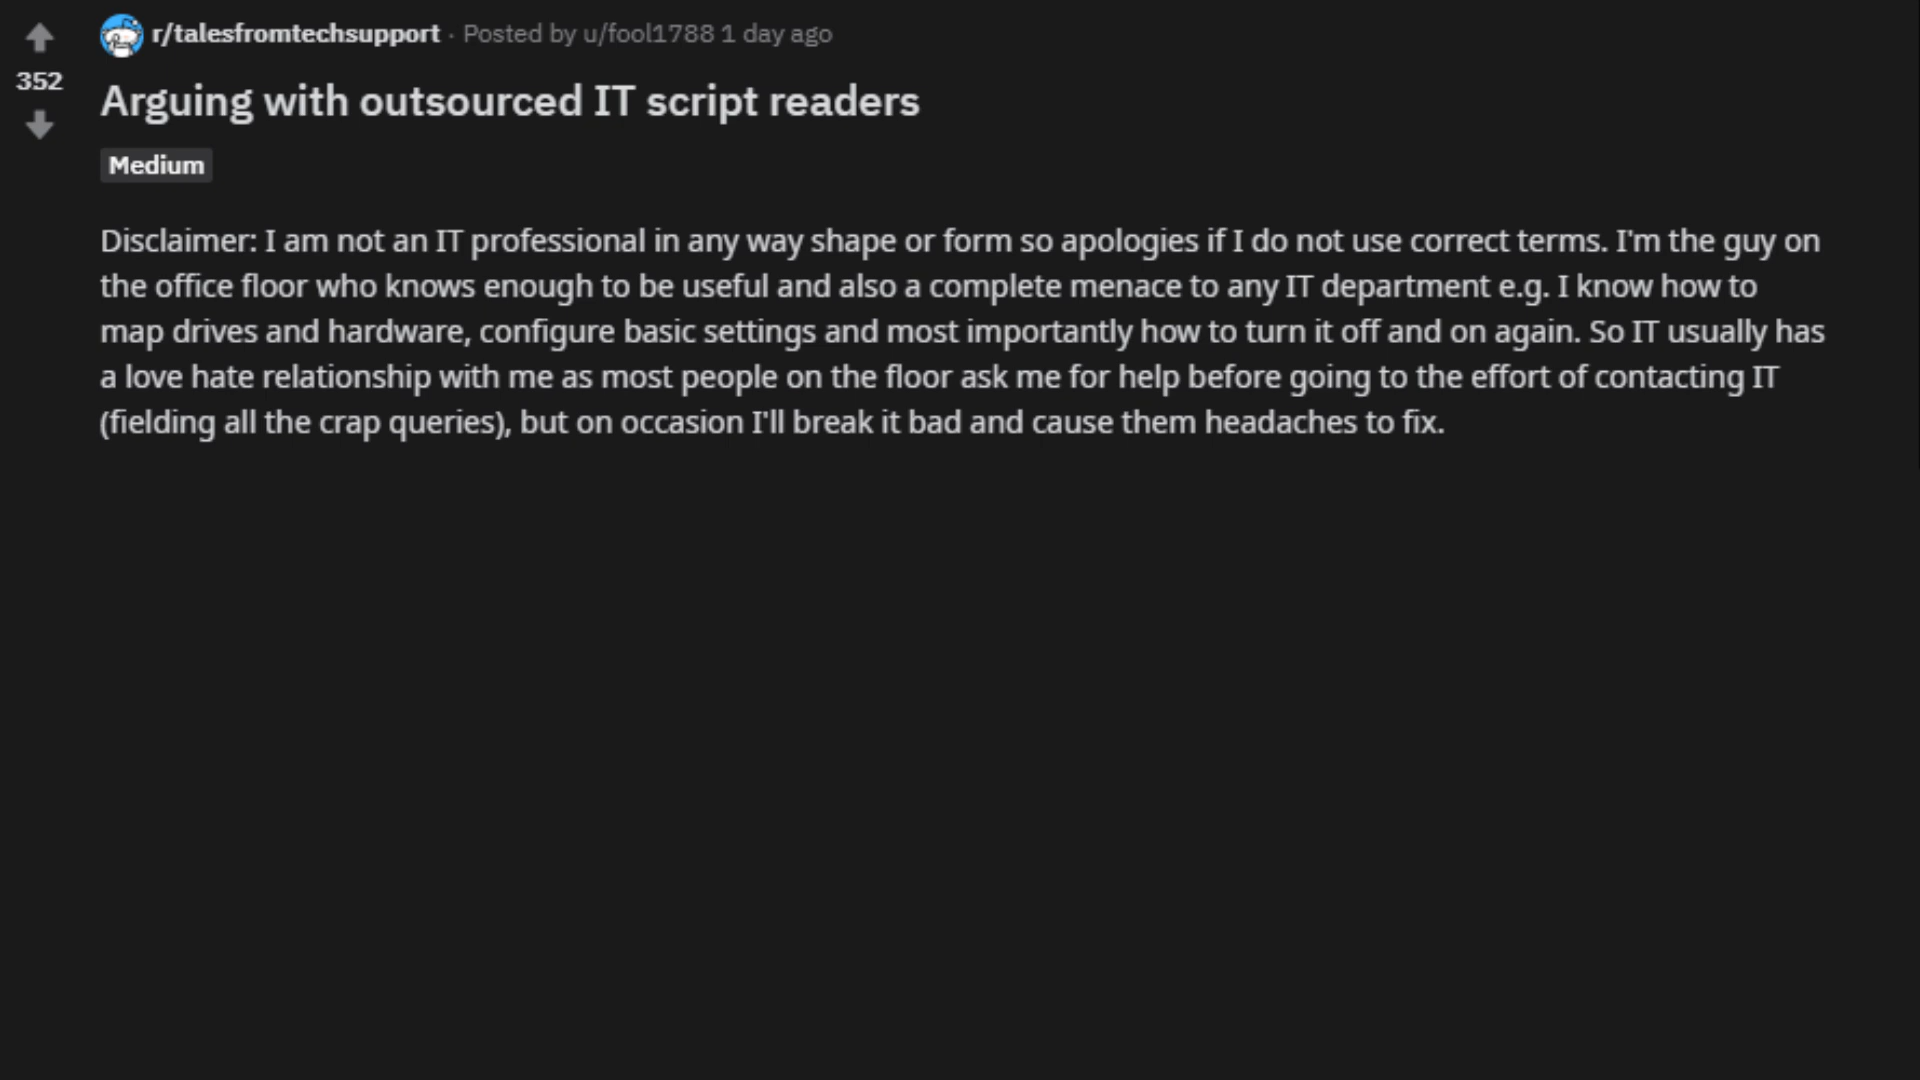 r/talesfromtechsupport · Posted by u/fool1788 1 day ago
352
Arguing with outsourced IT script readers
Medium
Disclaimer: I am not an IT professional in any way shape or form so apologies if I do not use correct terms. I'm the guy on
the office floor who knows enough to be useful and also a complete menace to any IT department e.g. I know how to
map drives and hardware, configure basic settings and most importantly how to turn it off and on again. So IT usually has
a love hate relationship with me as most people on the floor ask me for help before going to the effort of contacting IT
(fielding all the crap queries), but on occasion I'll break it bad and cause them headaches to fix.